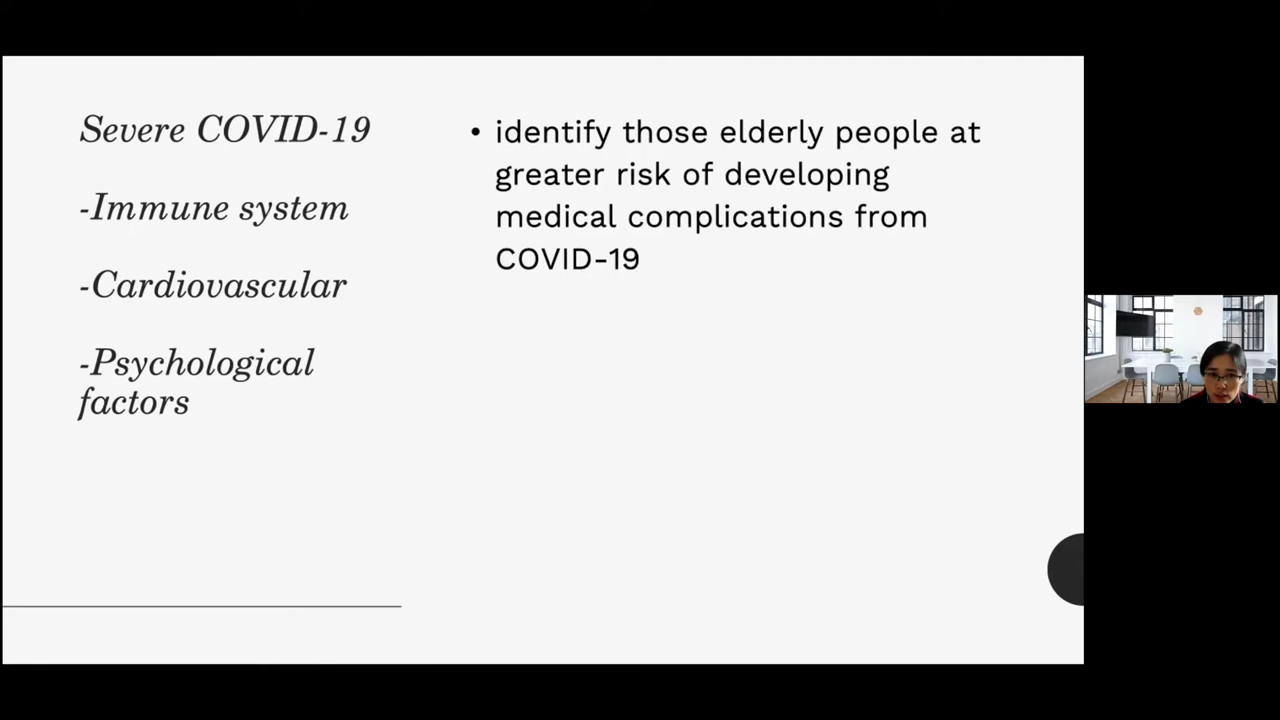 Severe COVID-19
-Immune system
-Cardiovascular
-Psychological
factors
• identify those elderly people at
greater risk of developing
medical complications from
COVID-19